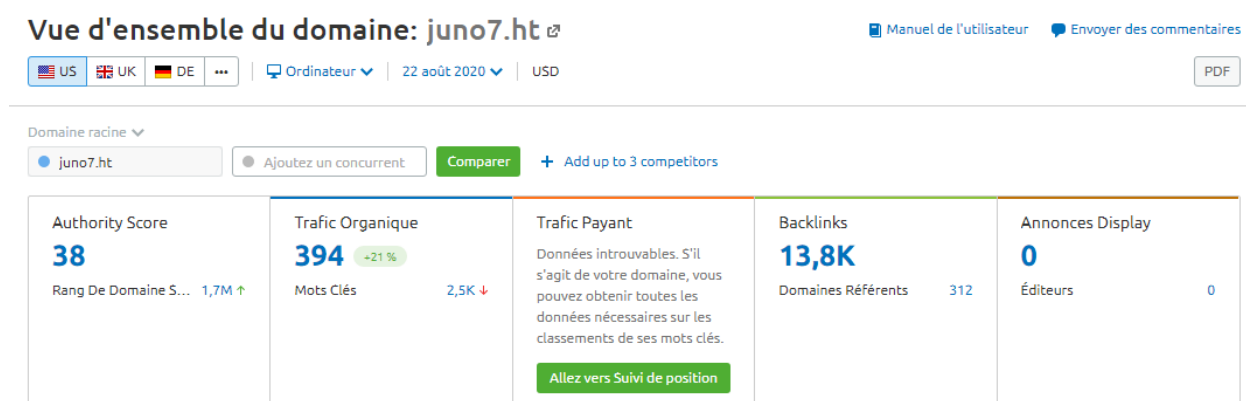 Vue d'ensemble du domaine: juno7.ht
Manuel de l'utilisateur
Envoyer des commentaires
US
UK
DE
...
Ordinateur
22 août 2020
USD
PDF
Domaine racine
juno7.ht
Ajoutez un concurrent
Comparer
+ Add up to 3 competitors
Authority Score
38
Rang De Domaine S... 1,7M ↑
Trafic Organique
394 +21 %
Mots Clés 2,5K ↓
Trafic Payant
Données introuvables. S'il
s'agit de votre domaine, vous
pouvez obtenir toutes les
données nécessaires sur les
classements de ses mots clés.
Allez vers Suivi de position
Backlinks
13,8K
Domaines Référents 312
Annonces Display
0
Éditeurs 0